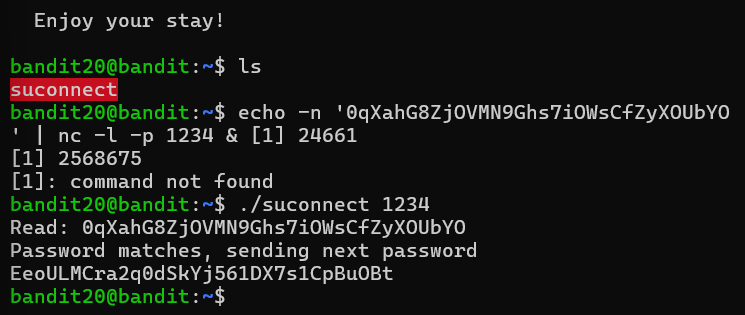 Enjoy your stay!
bandit20@bandit:~$ ls
suconnect
bandit20@bandit:~$ echo -n '0qXahG8ZjOVMN9Ghs7iOWsCfZyXOUbYO
' | nc -l -p 1234 & [1] 24661
[1] 2568675
[1]: command not found
bandit20@bandit:~$ ./suconnect 1234
Read: 0qXahG8ZjOVMN9Ghs7iOWsCfZyXOUbYO
Password matches, sending next password
EeoULMCra2q0dSkYj561DX7s1CpBuOBt
bandit20@bandit:~$